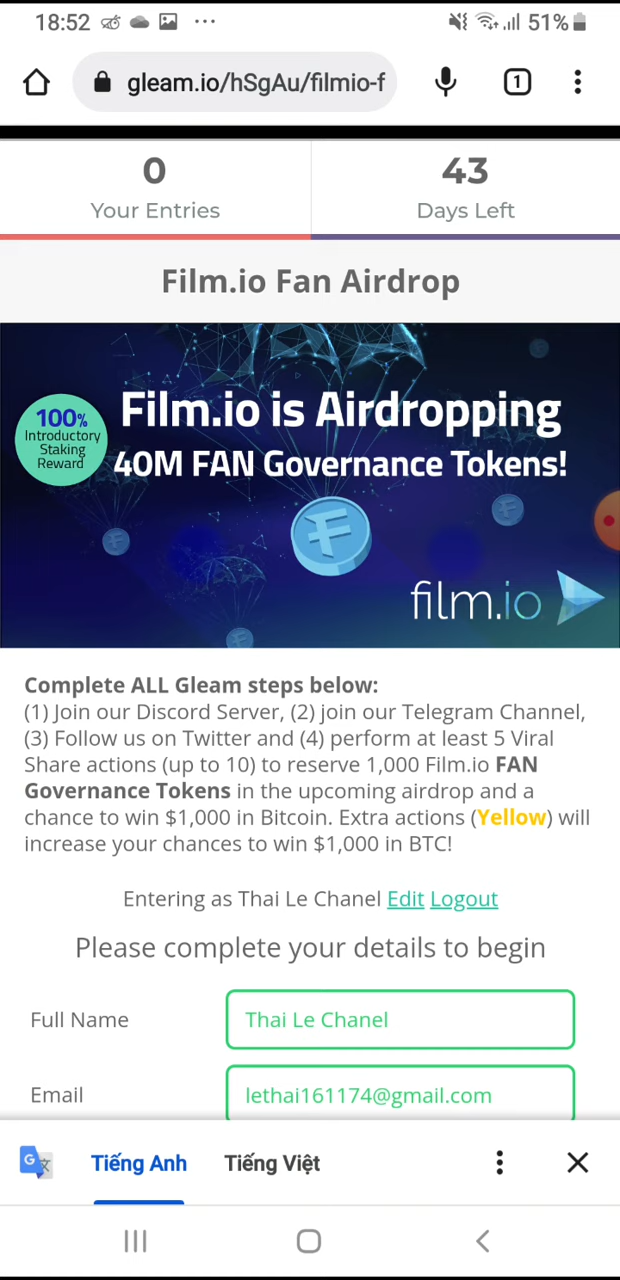 18:52 ... 51%
gleam.io/hSgAu/filmio-f 1
0 43
Your Entries Days Left
Film.io Fan Airdrop
100%
Introductory
Staking
Reward
Film.io is Airdropping
40M FAN Governance Tokens!
film.io
Complete ALL Gleam steps below:
(1) Join our Discord Server, (2) join our Telegram Channel,
(3) Follow us on Twitter and (4) perform at least 5 Viral
Share actions (up to 10) to reserve 1,000 Film.io FAN
Governance Tokens in the upcoming airdrop and a
chance to win $1,000 in Bitcoin. Extra actions (Yellow) will
increase your chances to win $1,000 in BTC!
Entering as Thai Le Chanel Edit Logout
Please complete your details to begin
Full Name Thai Le Chanel
Email lethai161174@gmail.com
G 文 Tiếng Anh Tiếng Việt